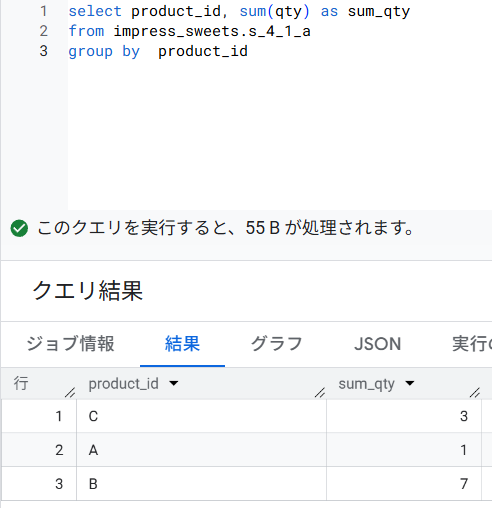 1 select product_id, sum(qty) as sum_qty
2 from impress_sweets.s_4_1_a
3 group by  product_id
このクエリを実行すると、55 B が処理されます。
クエリ結果
ジョブ情報 結果 グラフ JSON 実行の
行 product_id sum_qty
1 C 3
2 A 1
3 B 7